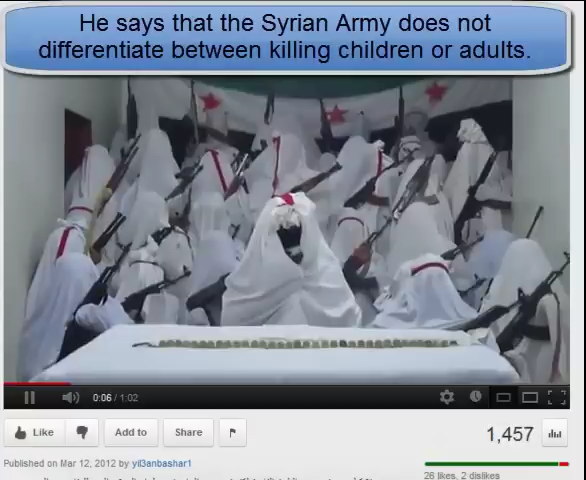 He says that the Syrian Army does not
differentiate between killing children or adults.
0:06 / 1:02
Like Add to Share 1,457
Published on Mar 12, 2012 by yil3anbashar1
26 likes, 2 dislikes